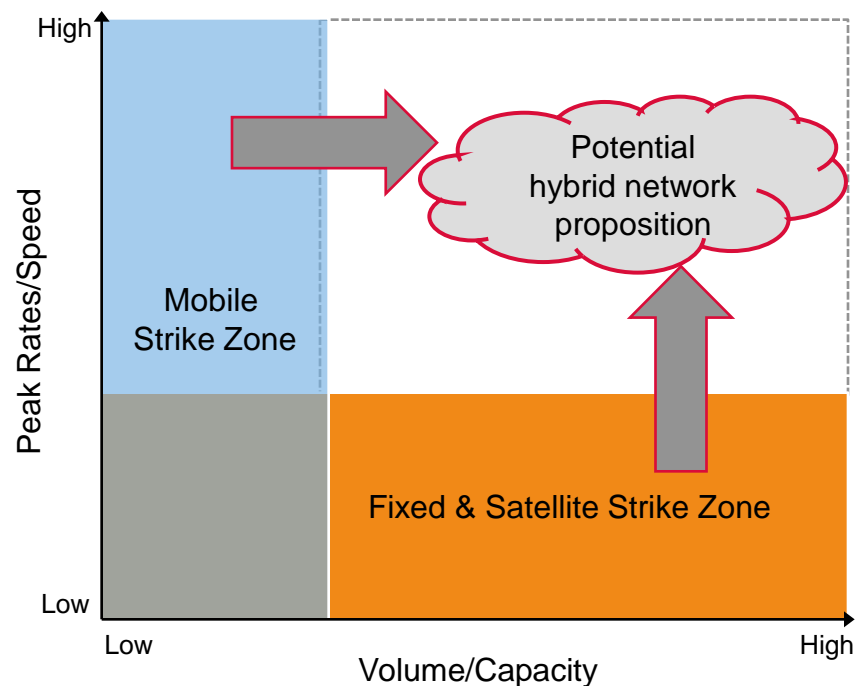 High
Potential
hybrid network
proposition
Peak Rates/Speed
Mobile
Strike Zone
Fixed & Satellite Strike Zone
Low
Low
High
Volume/Capacity